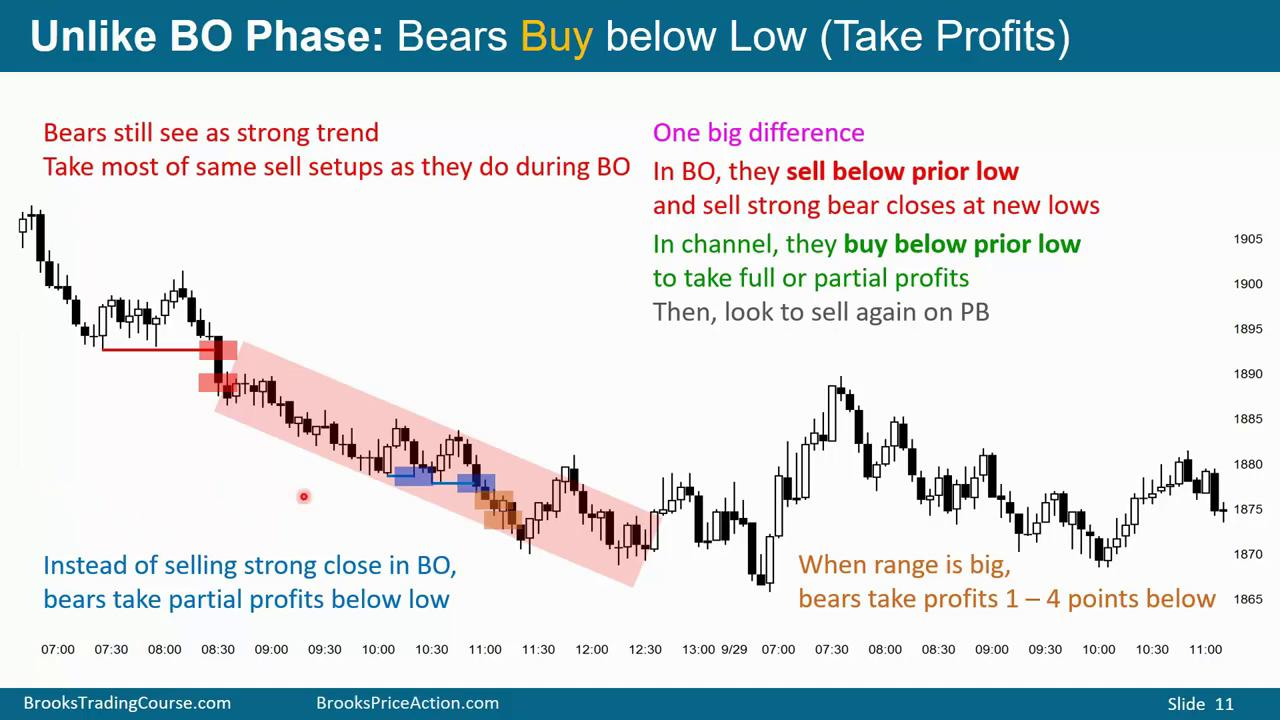 Unlike BO Phase: Bears Buy below Low (Take Profits)
Bears still see as strong trend
Take most of same sell setups as they do during BO
One big difference
In BO, they sell below prior low
and sell strong bear closes at new lows
In channel, they buy below prior low
to take full or partial profits
Then, look to sell again on PB
1905
1900
1895
1890
1885
1880
1875
1870
1865
Instead of selling strong close in BO,
bears take partial profits below low
When range is big,
bears take profits 1 – 4 points below
07:00 07:30 08:00 08:30 09:00 09:30 10:00 10:30 11:00 11:30 12:00 12:30 13:00 9/29 07:00 07:30 08:00 08:30 09:00 09:30 10:00 10:30 11:00
BrooksTradingCourse.com BrooksPriceAction.com Slide 11